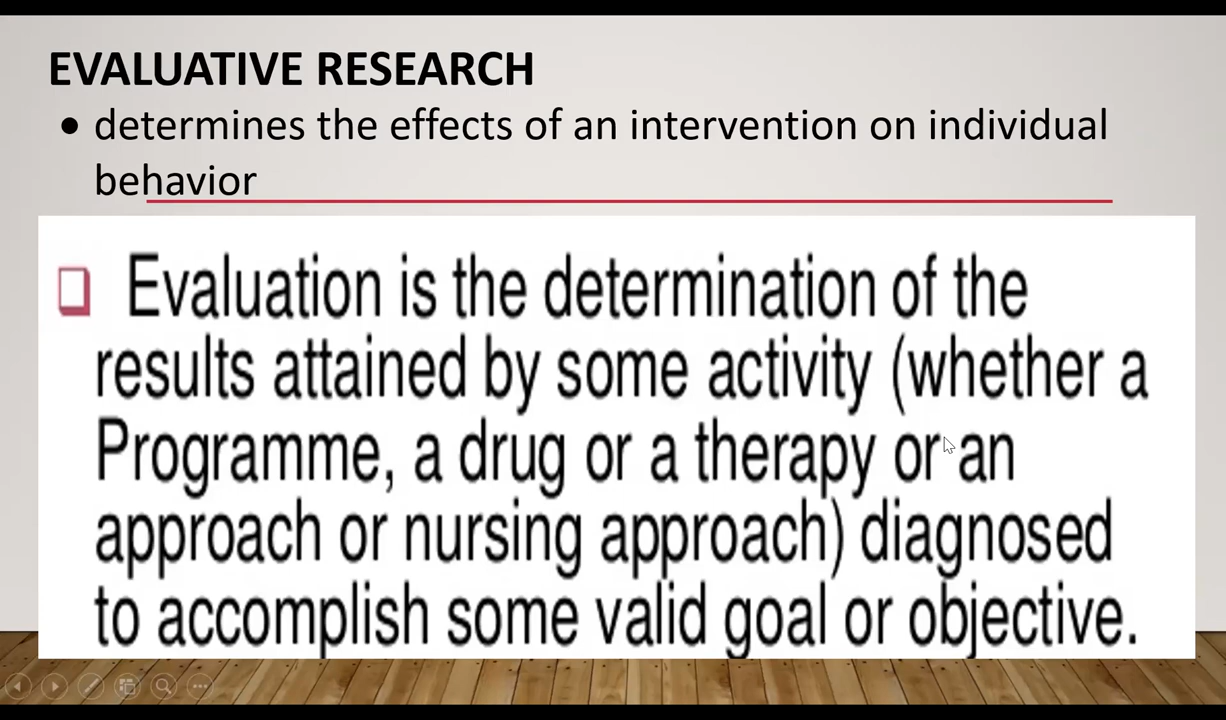 EVALUATIVE RESEARCH
• determines the effects of an intervention on individual
behavior
❑ Evaluation is the determination of the
results attained by some activity (whether a
Programme, a drug or a therapy or an
approach or nursing approach) diagnosed
to accomplish some valid goal or objective.